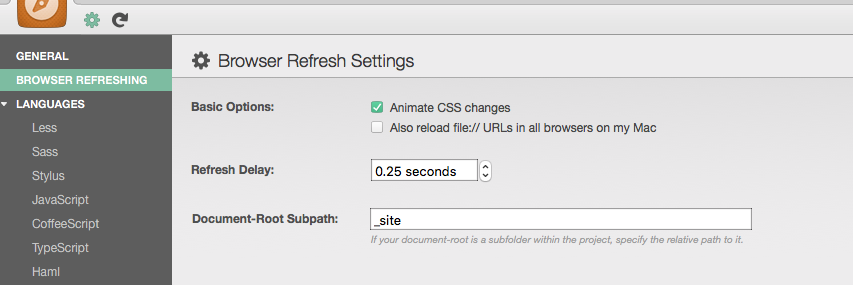 GENERAL
BROWSER REFRESHING
LANGUAGES
Less
Sass
Stylus
JavaScript
CoffeeScript
TypeScript
Haml
Browser Refresh Settings
Basic Options:
Animate CSS changes
Also reload file:// URLs in all browsers on my Mac
Refresh Delay:
0.25 seconds
Document-Root Subpath:
_site
If your document-root is a subfolder within the project, specify the relative path to it.